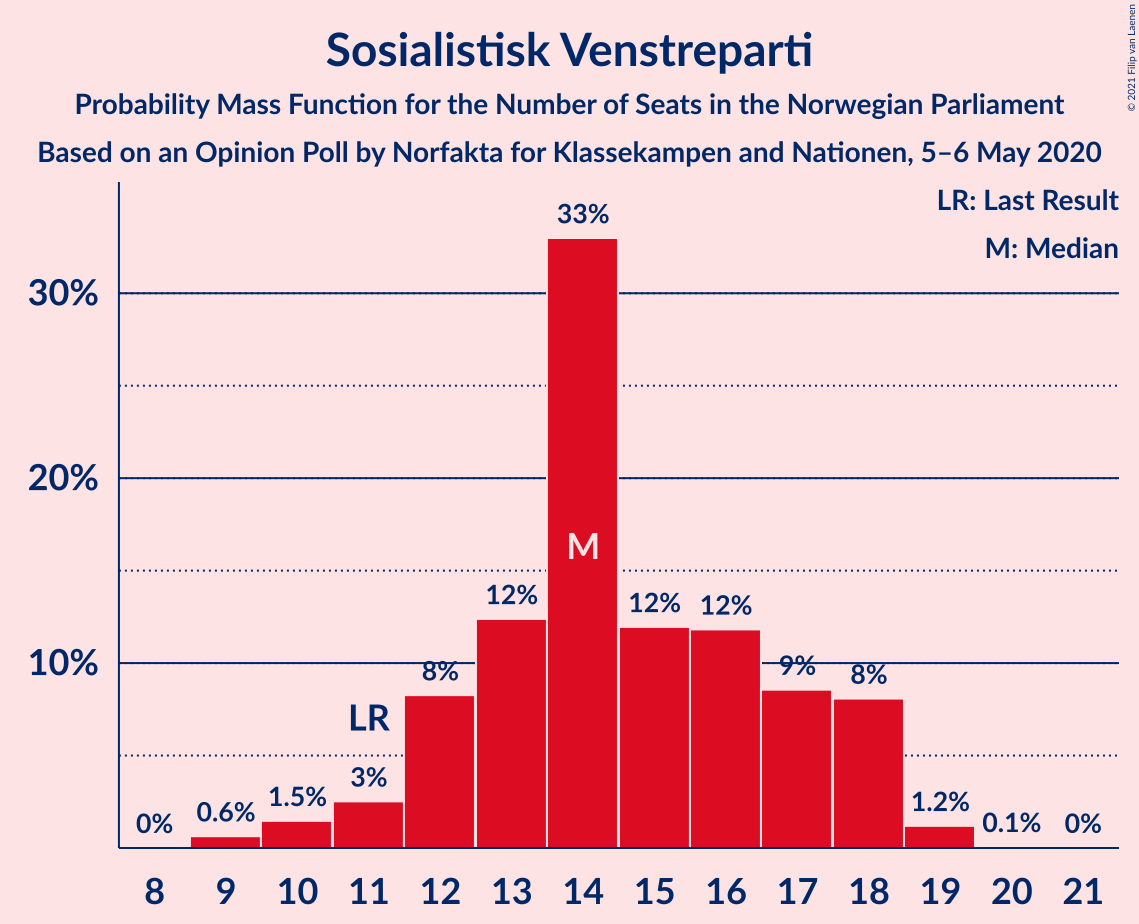 Sosialistisk Venstreparti
Probability Mass Function for the Number of Seats in the Norwegian Parliament
Based on an Opinion Poll by Norfakta for Klassekampen and Nationen, 5–6 May 2020
© 2021 Filip van Laenen
LR: Last Result
M: Median
33%
30%
20%
M
12%
12%
12%
10%
8%
9%
8%
LR
3%
0%
0.6%
1.5%
1.2%
0.1%
0%
8 9 10 11 12 13 14 15 16 17 18 19 20 21